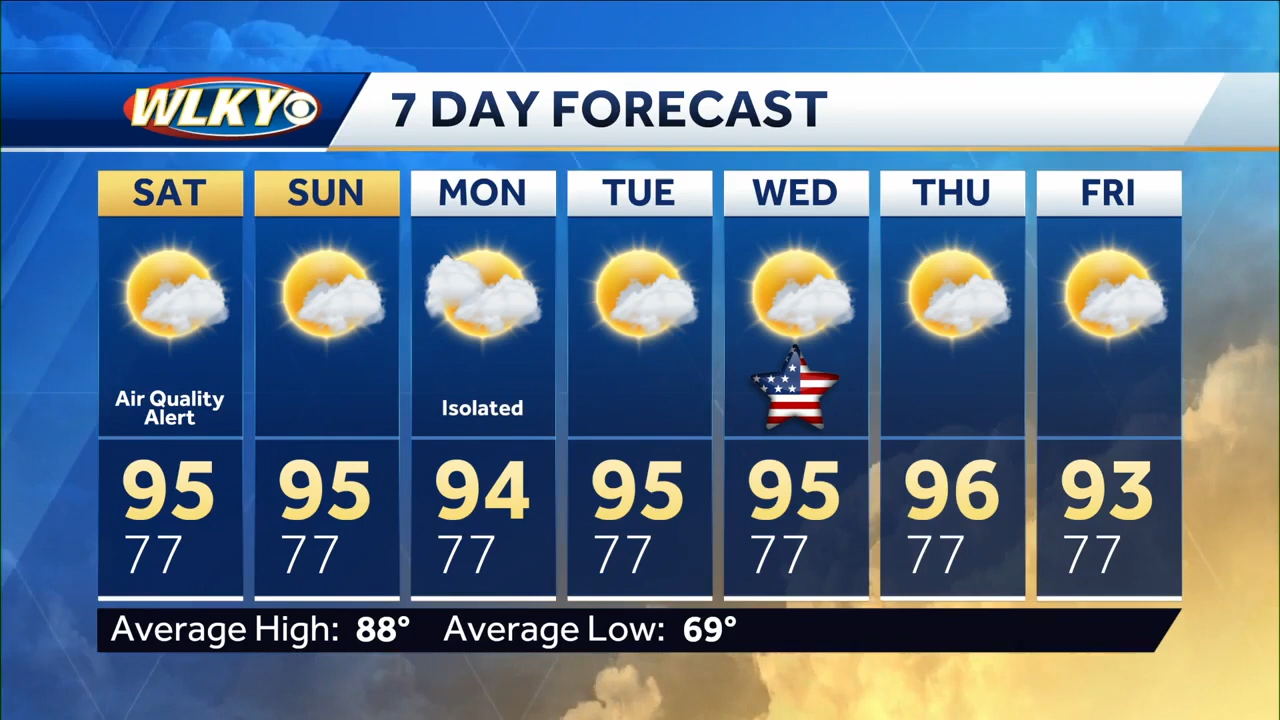 WLKY
7 DAY FORECAST
SAT SUN MON TUE WED THU FRI
Air Quality
Alert
Isolated
95 95 94 95 95 96 93
77 77 77 77 77 77 77
Average High: 88° Average Low: 69°